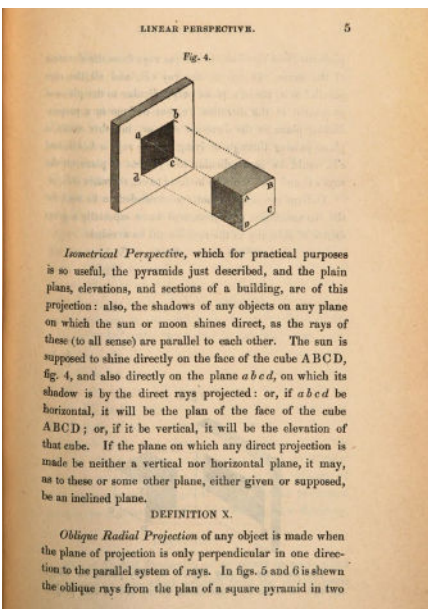 LINEAR PERSPECTIVE. 5
Fig. 4.
a b
d c
A B
D C
Isometrical Perspective, which for practical purposes
is so useful, the pyramids just described, and the plain
plans, elevations, and sections of a building, are of this
projection: also, the shadows of any objects on any plane
on which the sun or moon shines direct, as the rays of
these (to all sense) are parallel to each other. The sun is
supposed to shine directly on the face of the cube ABCD,
fig. 4, and also directly on the plane a b c d, on which its
shadow is by the direct rays projected: or, if a b c d be
horizontal, it will be the plan of the face of the cube
ABCD; or, if it be vertical, it will be the elevation of
that cube. If the plane on which any direct projection is
made be neither a vertical nor horizontal plane, it may,
as to these or some other plane, either given or supposed,
be an inclined plane.
DEFINITION X.
Oblique Radial Projection of any object is made when
the plane of projection is only perpendicular in one direc-
tion to the parallel system of rays. In figs. 5 and 6 is shewn
the oblique rays from the plan of a square pyramid in two